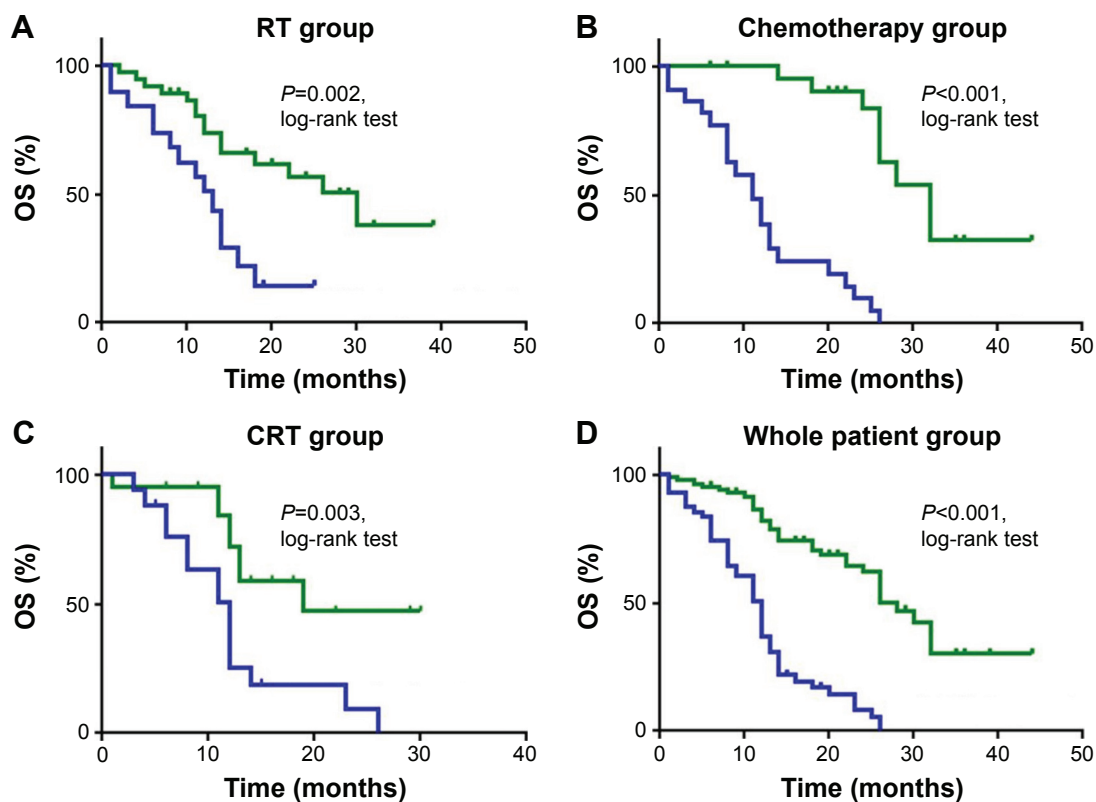 A
RT group
OS (%)
100
50
0
P=0.002,
log-rank test
0 10 20 30 40 50
Time (months)
B
Chemotherapy group
OS (%)
100
50
0
P<0.001,
log-rank test
0 10 20 30 40 50
Time (months)
C
CRT group
OS (%)
100
50
0
P=0.003,
log-rank test
0 10 20 30 40
Time (months)
D
Whole patient group
OS (%)
100
50
0
P<0.001,
log-rank test
0 10 20 30 40 50
Time (months)